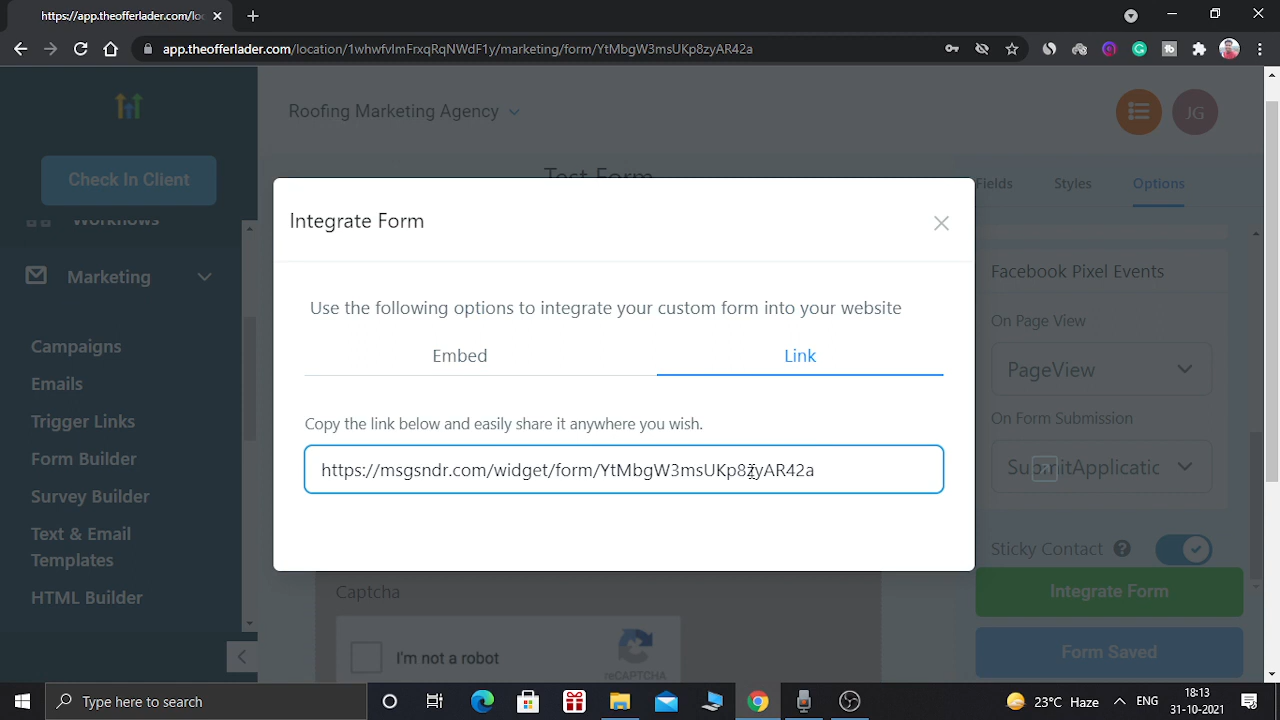 app.theofferlader.com/loc
app.theofferlader.com/location/1whwfvlmFrxqRqNWdF1y/marketing/form/YtMbgW3msUKp8zyAR42a
Roofing Marketing Agency
JG
Check In Client
Test Form
Fields
Styles
Options
Workflows
Marketing
Campaigns
Emails
Trigger Links
Form Builder
Survey Builder
Text & Email
Templates
HTML Builder
Integrate Form
Use the following options to integrate your custom form into your website
Embed
Link
Copy the link below and easily share it anywhere you wish.
https://msgsndr.com/widget/form/YtMbgW3msUKp8zyAR42a
Facebook Pixel Events
On Page View
PageView
On Form Submission
SubmitApplicatic
Sticky Contact
Integrate Form
Form Saved
Captcha
I'm not a robot
reCAPTCHA
Type here to search
23°C Haze
ENG
18:13
31-10-2021